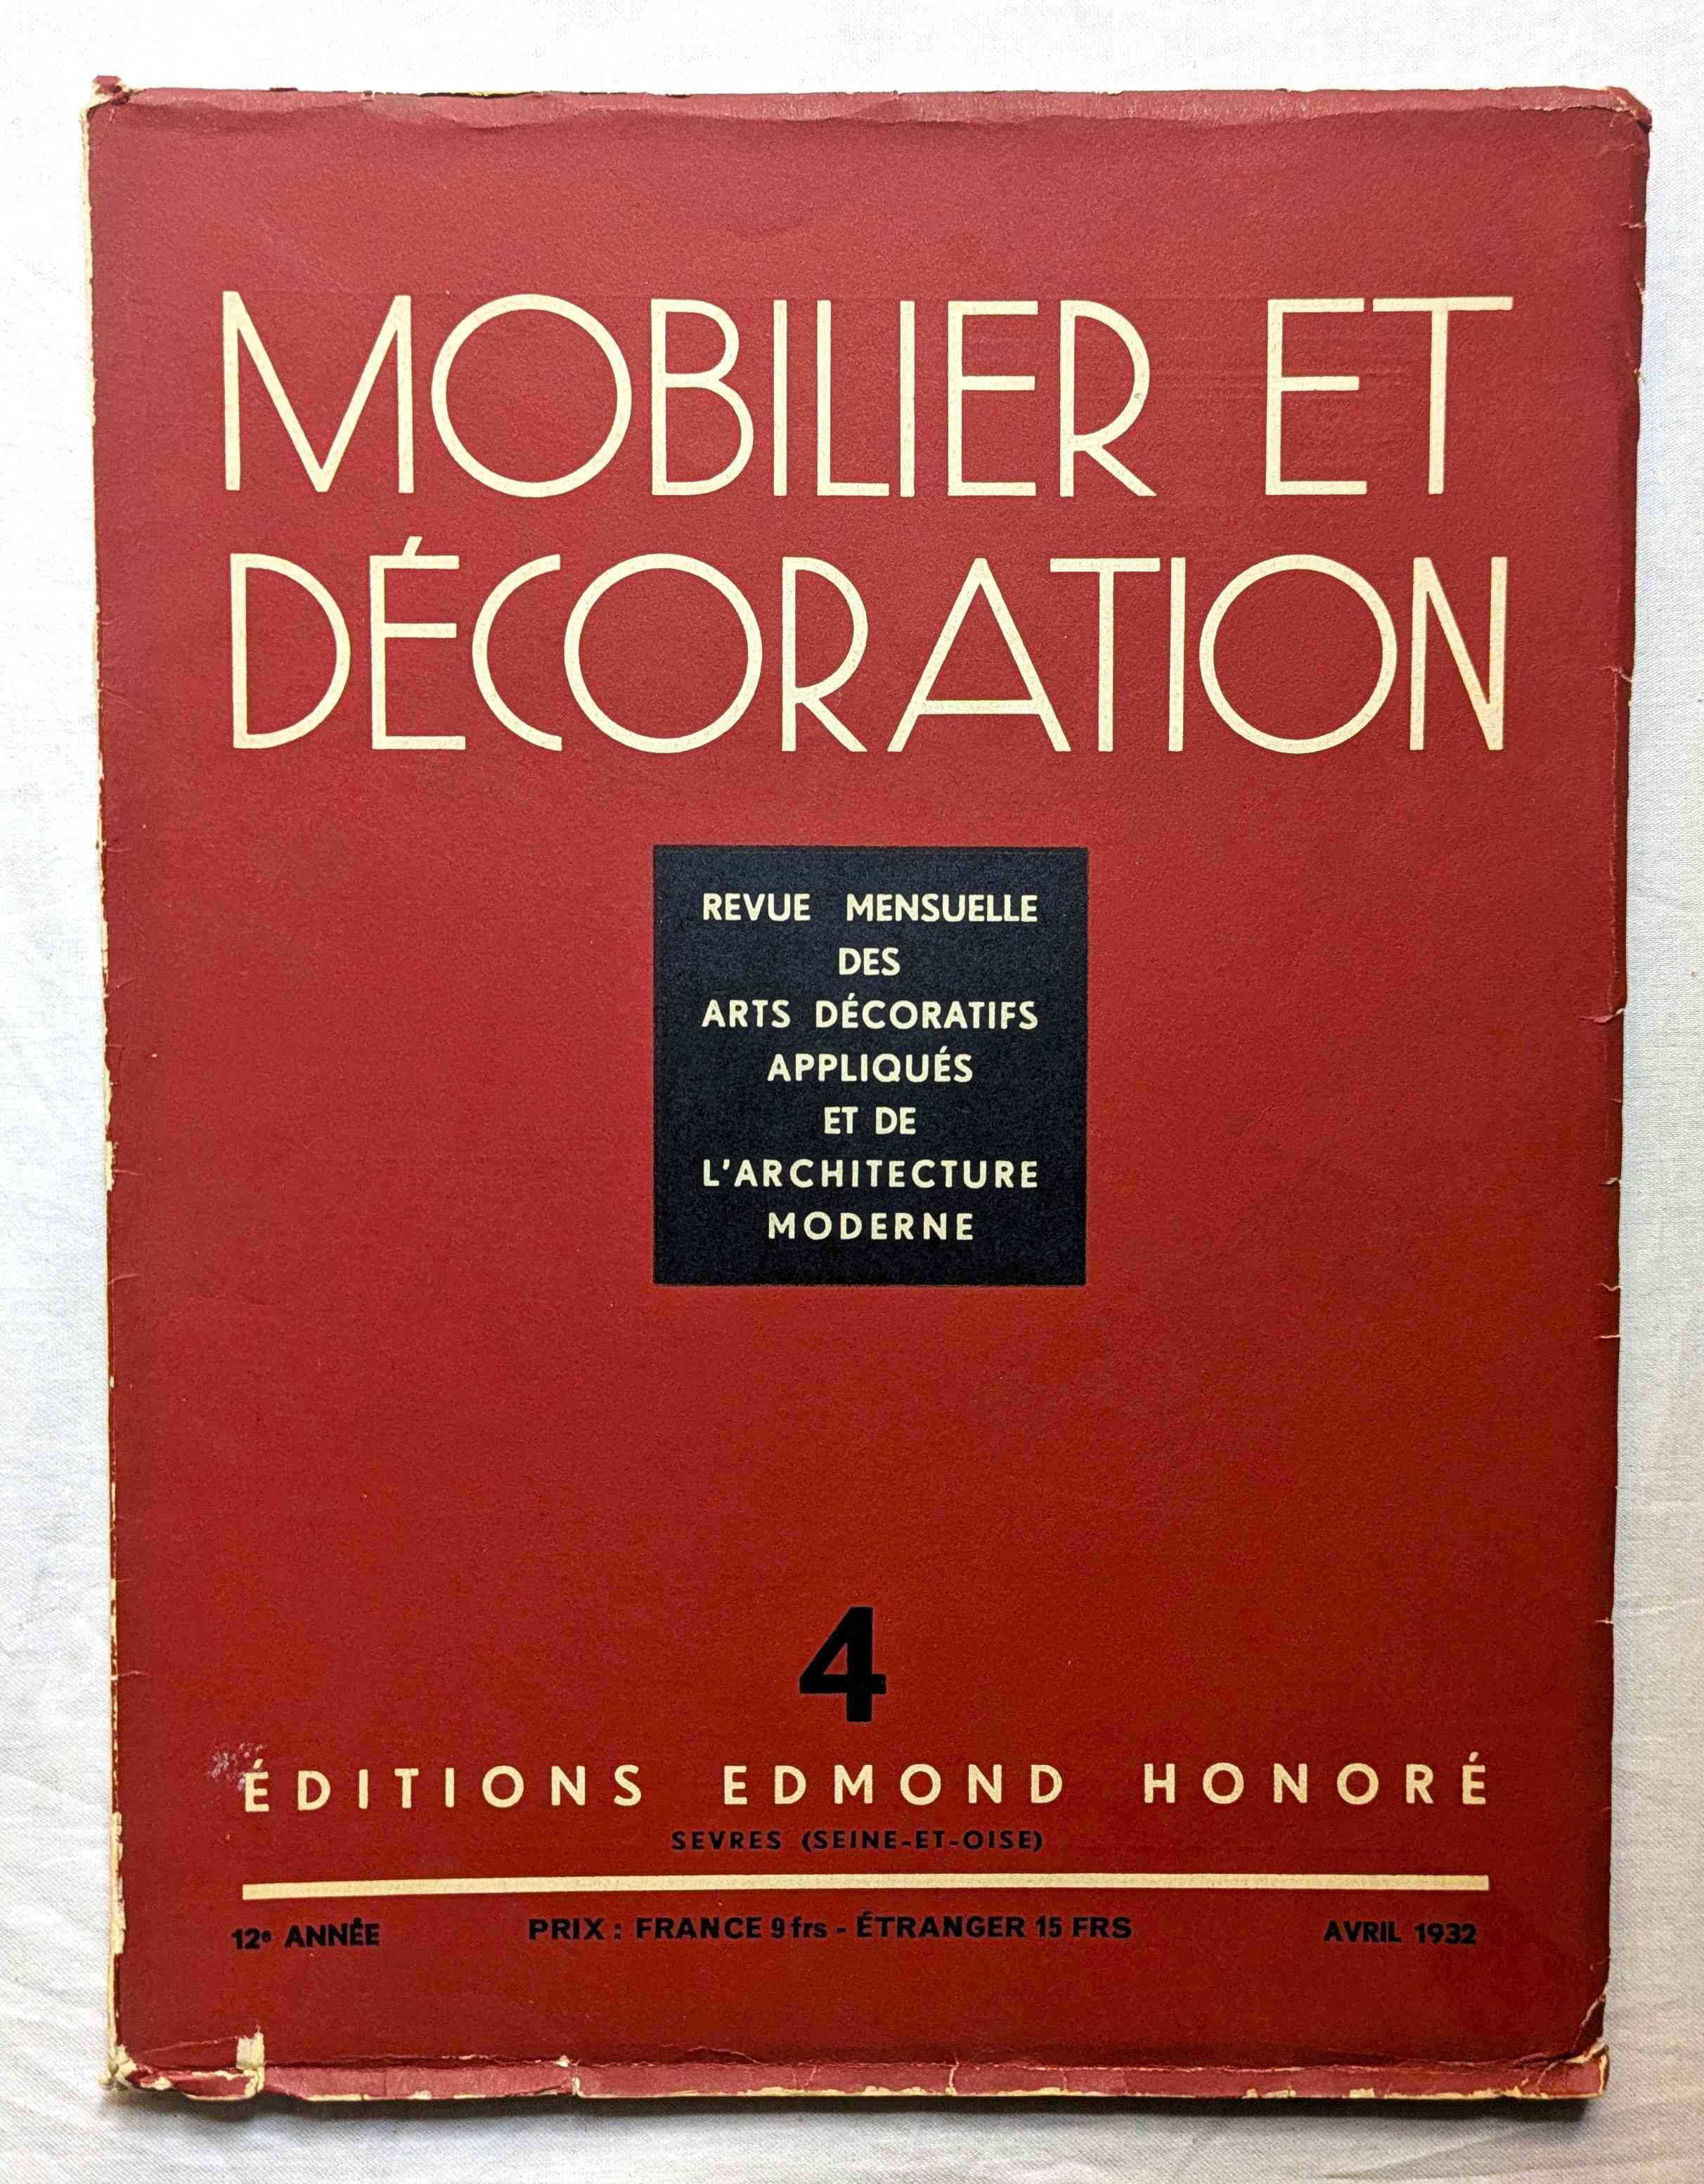 MOBILIER ET
DÉCORATION
REVUE MENSUELLE
DES
ARTS DÉCORATIFS
APPLIQUÉS
ET DE
L'ARCHITECTURE
MODERNE
4
ÉDITIONS EDMOND HONORÉ
SEVRES (SEINE-ET-OISE)
12e ANNÉE PRIX : FRANCE 9 frs - ÉTRANGER 15 FRS AVRIL 1932